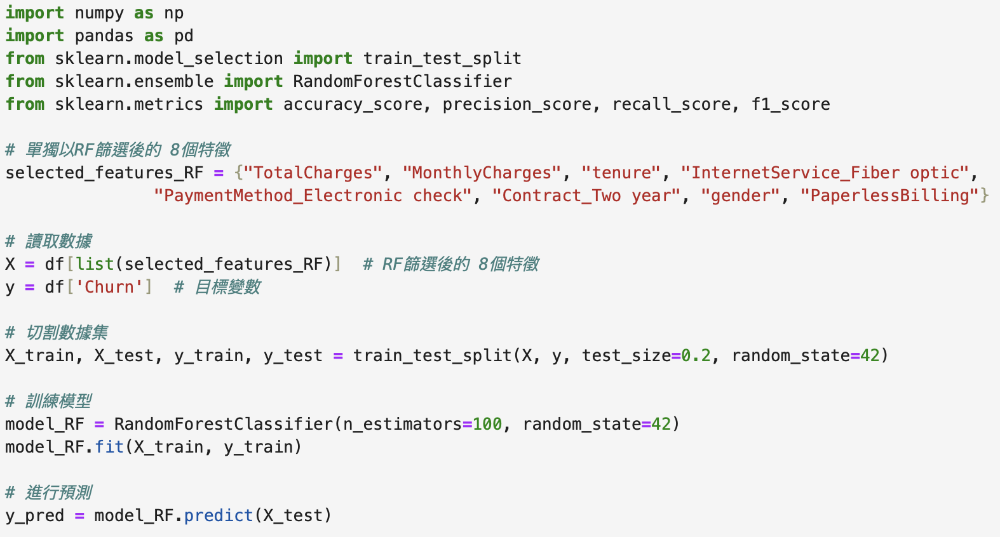 import numpy as np
import pandas as pd
from sklearn.model_selection import train_test_split
from sklearn.ensemble import RandomForestClassifier
from sklearn.metrics import accuracy_score, precision_score, recall_score, f1_score
# 單獨以RF篩選後的 8個特徵
selected_features_RF = {"TotalCharges", "MonthlyCharges", "tenure", "InternetService_Fiber optic",
"PaymentMethod_Electronic check", "Contract_Two year", "gender", "PaperlessBilling"}
# 讀取數據
X = df[list(selected_features_RF)]  # RF篩選後的 8個特徵
y = df['Churn']  # 目標變數
# 切割數據集
X_train, X_test, y_train, y_test = train_test_split(X, y, test_size=0.2, random_state=42)
# 訓練模型
model_RF = RandomForestClassifier(n_estimators=100, random_state=42)
model_RF.fit(X_train, y_train)
# 進行預測
y_pred = model_RF.predict(X_test)